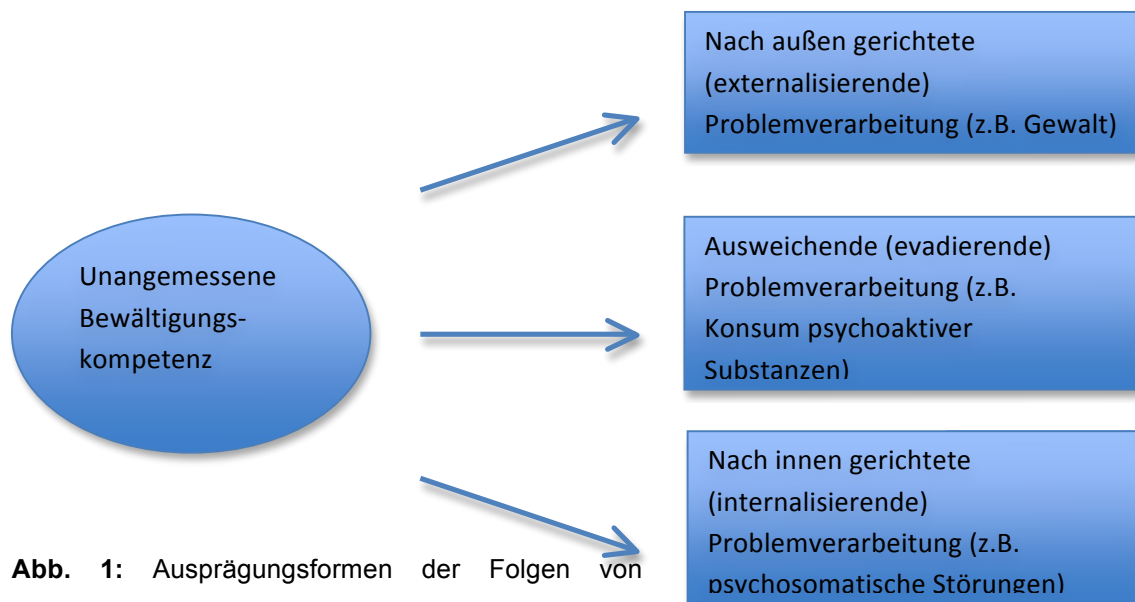 Nach außen gerichtete
(externalisierende)
Problemverarbeitung (z.B. Gewalt)
Unangemessene
Bewältigungs-
kompetenz
Ausweichende (evadierende)
Problemverarbeitung (z.B.
Konsum psychoaktiver
Substanzen)
Nach innen gerichtete
(internalisierende)
Problemverarbeitung (z.B.
psychosomatische Störungen)
Abb. 1: Ausprägungsformen der Folgen von